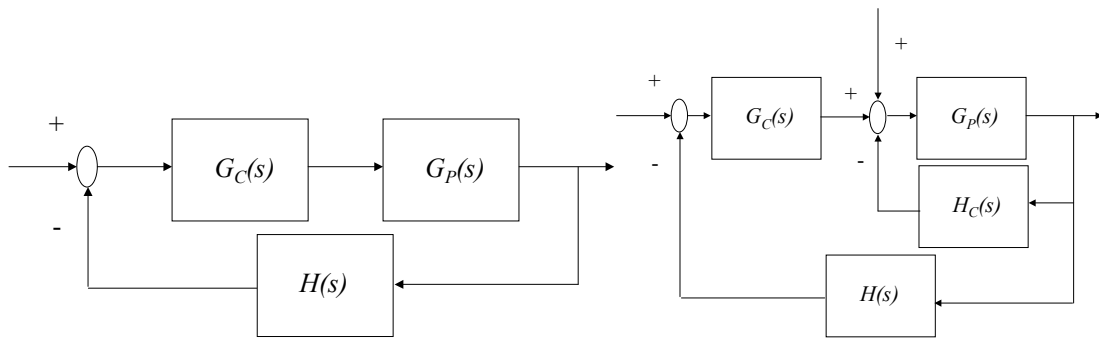 +
G_C(s)
G_P(s)
-
H(s)
+
+
+
G_C(s)
G_P(s)
-
-
H_C(s)
H(s)